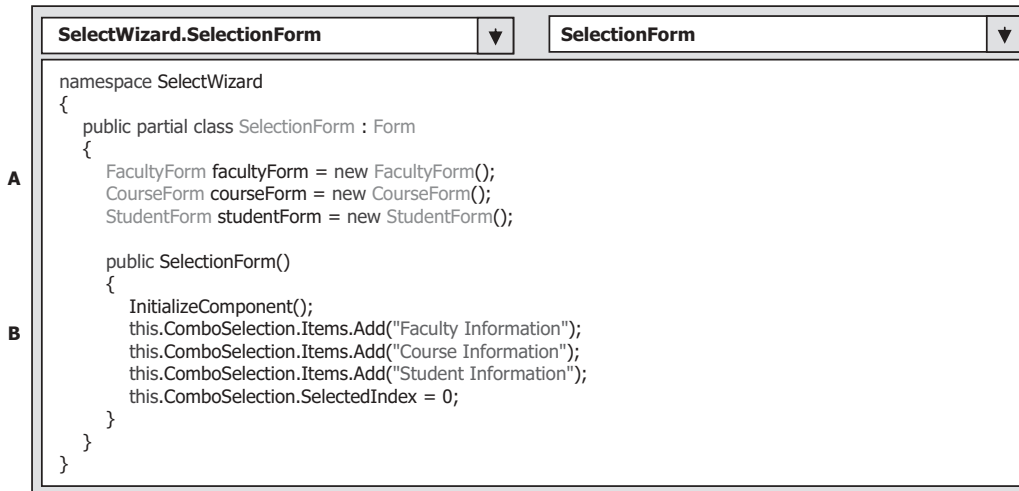 SelectWizard.SelectionForm
SelectionForm
namespace SelectWizard
{
public partial class SelectionForm : Form
{
A
FacultyForm facultyForm = new FacultyForm();
CourseForm courseForm = new CourseForm();
StudentForm studentForm = new StudentForm();
public SelectionForm()
{
InitializeComponent();
B
this.ComboSelection.Items.Add("Faculty Information");
this.ComboSelection.Items.Add("Course Information");
this.ComboSelection.Items.Add("Student Information");
this.ComboSelection.SelectedIndex = 0;
}
}
}